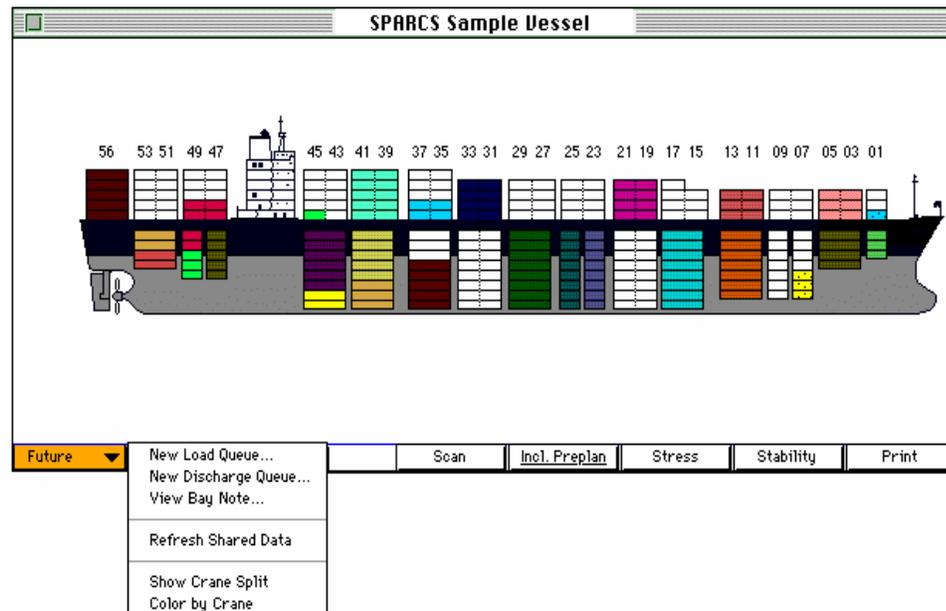 SPARCS Sample Vessel
56 53 51 49 47 45 43 41 39 37 35 33 31 29 27 25 23 21 19 17 15 13 11 09 07 05 03 01
Future Scan Incl. Preplan Stress Stability Print
New Load Queue...
New Discharge Queue...
View Bay Note...
Refresh Shared Data
Show Crane Split
Color by Crane